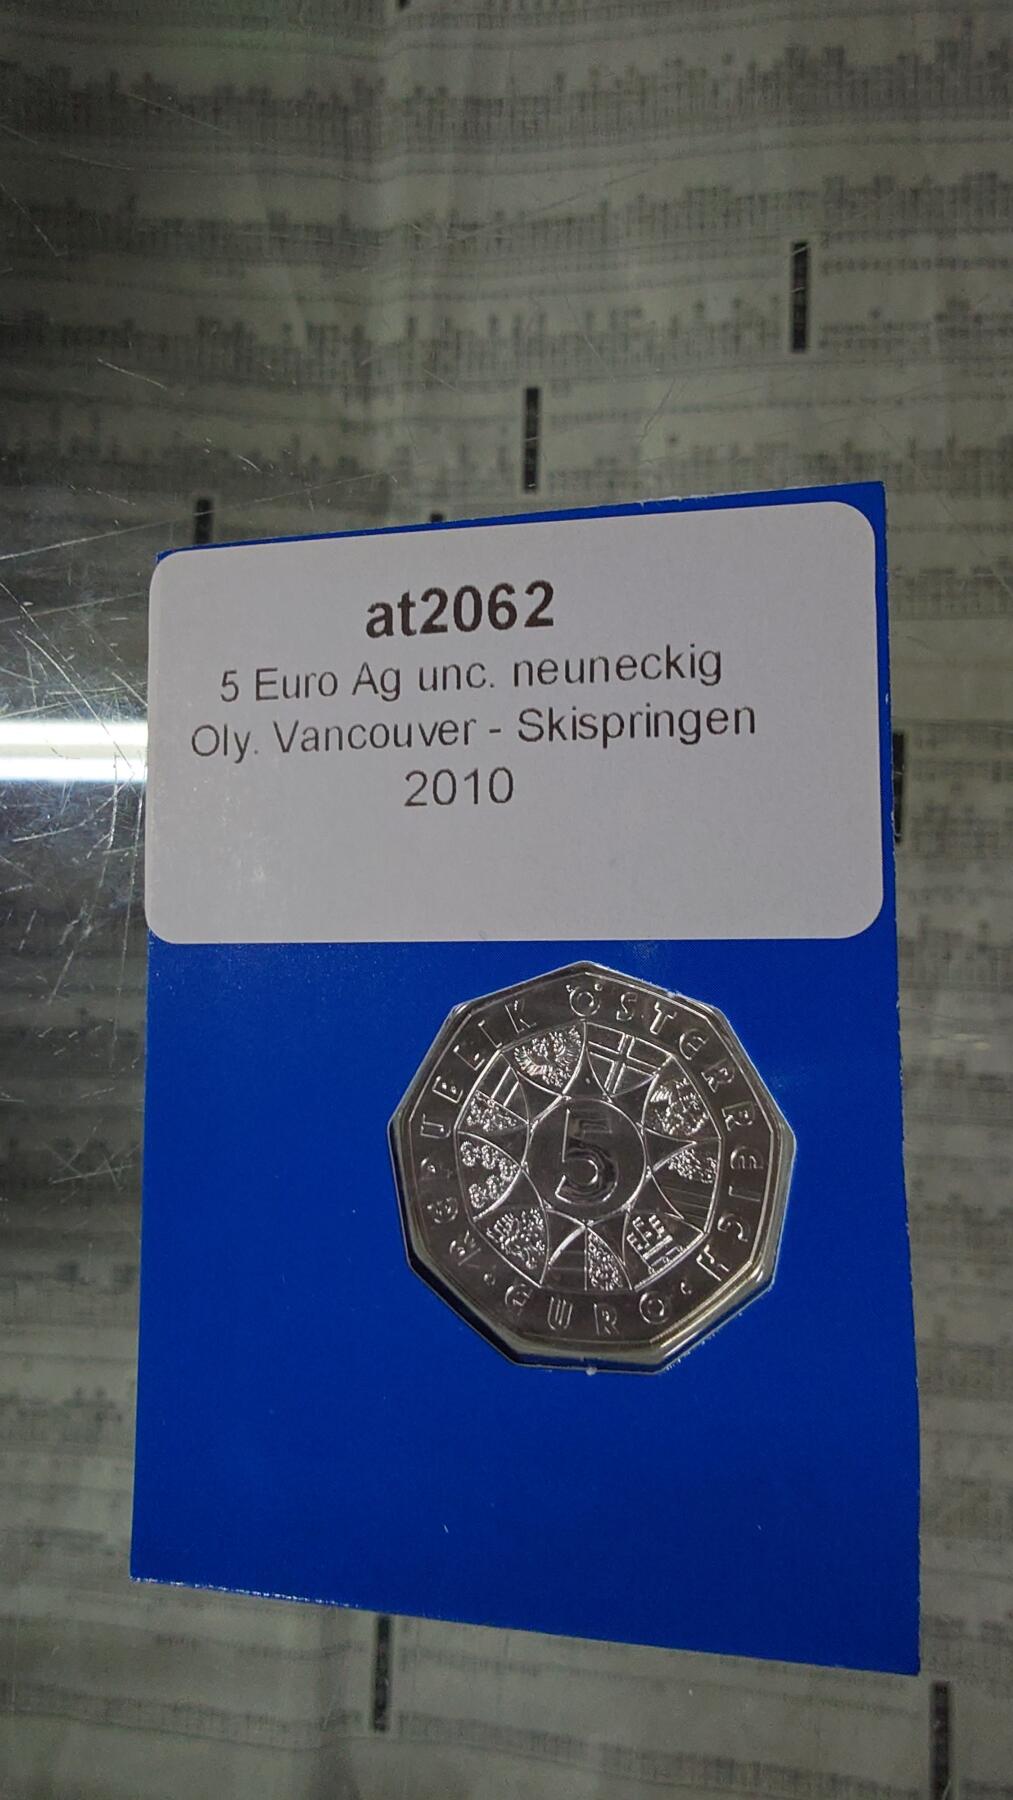 at2062
5 Euro Ag unc. neuneckig
Oly. Vancouver - Skispringen
2010
REPUBLIK ÖSTERREICH
5
· EURO ·